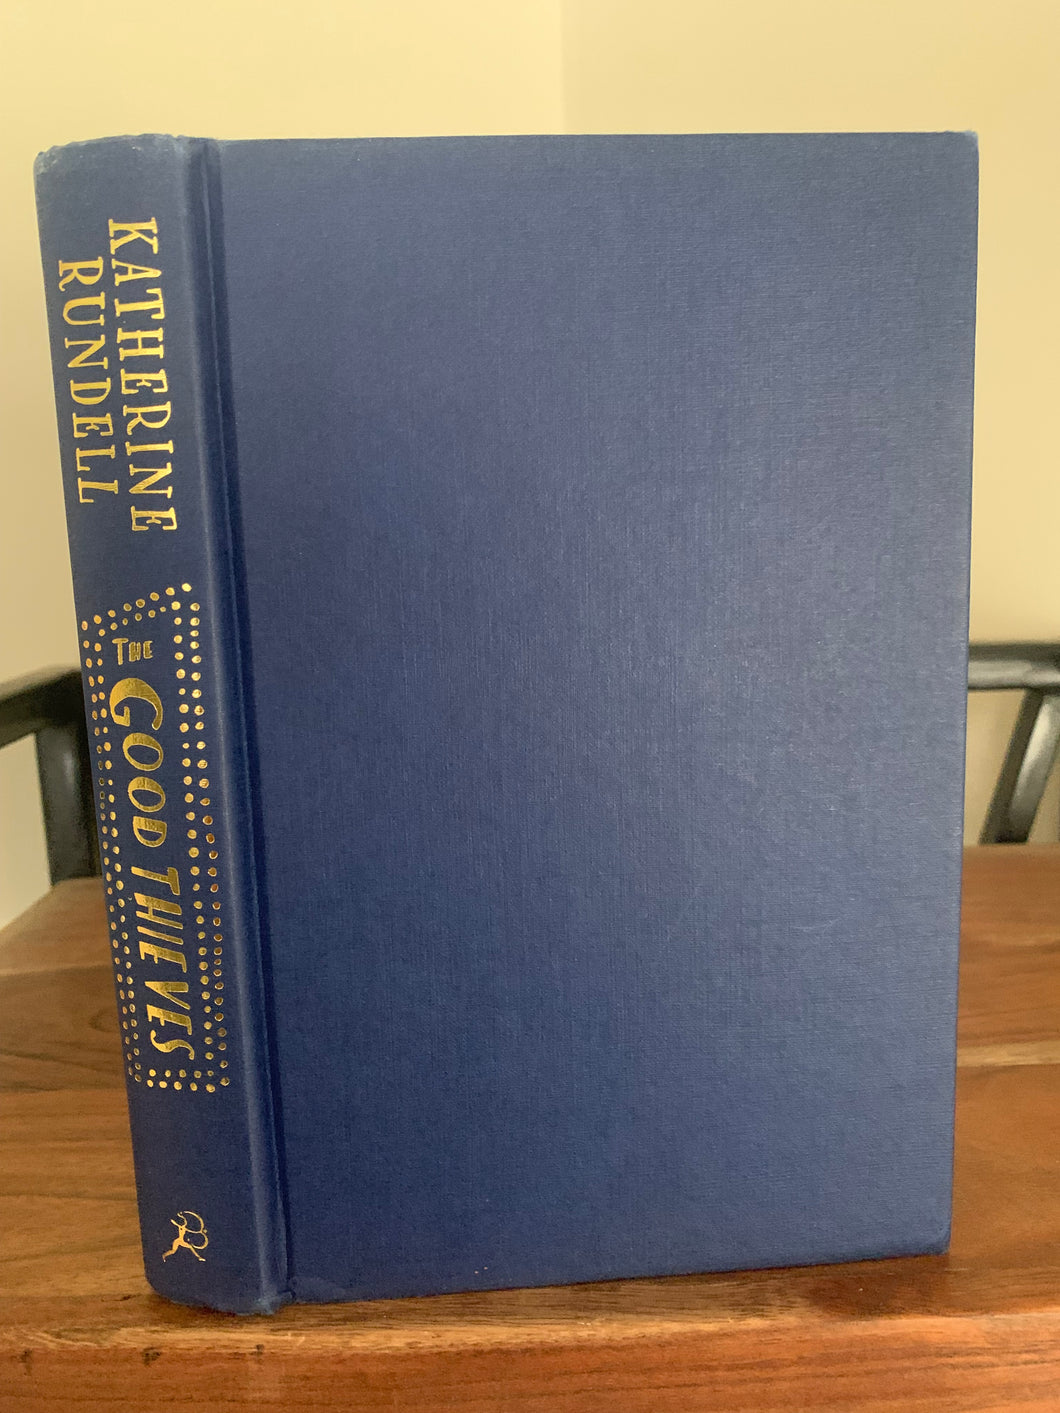 KATHERINE
RUNDELL
THE
GOOD THIEVES